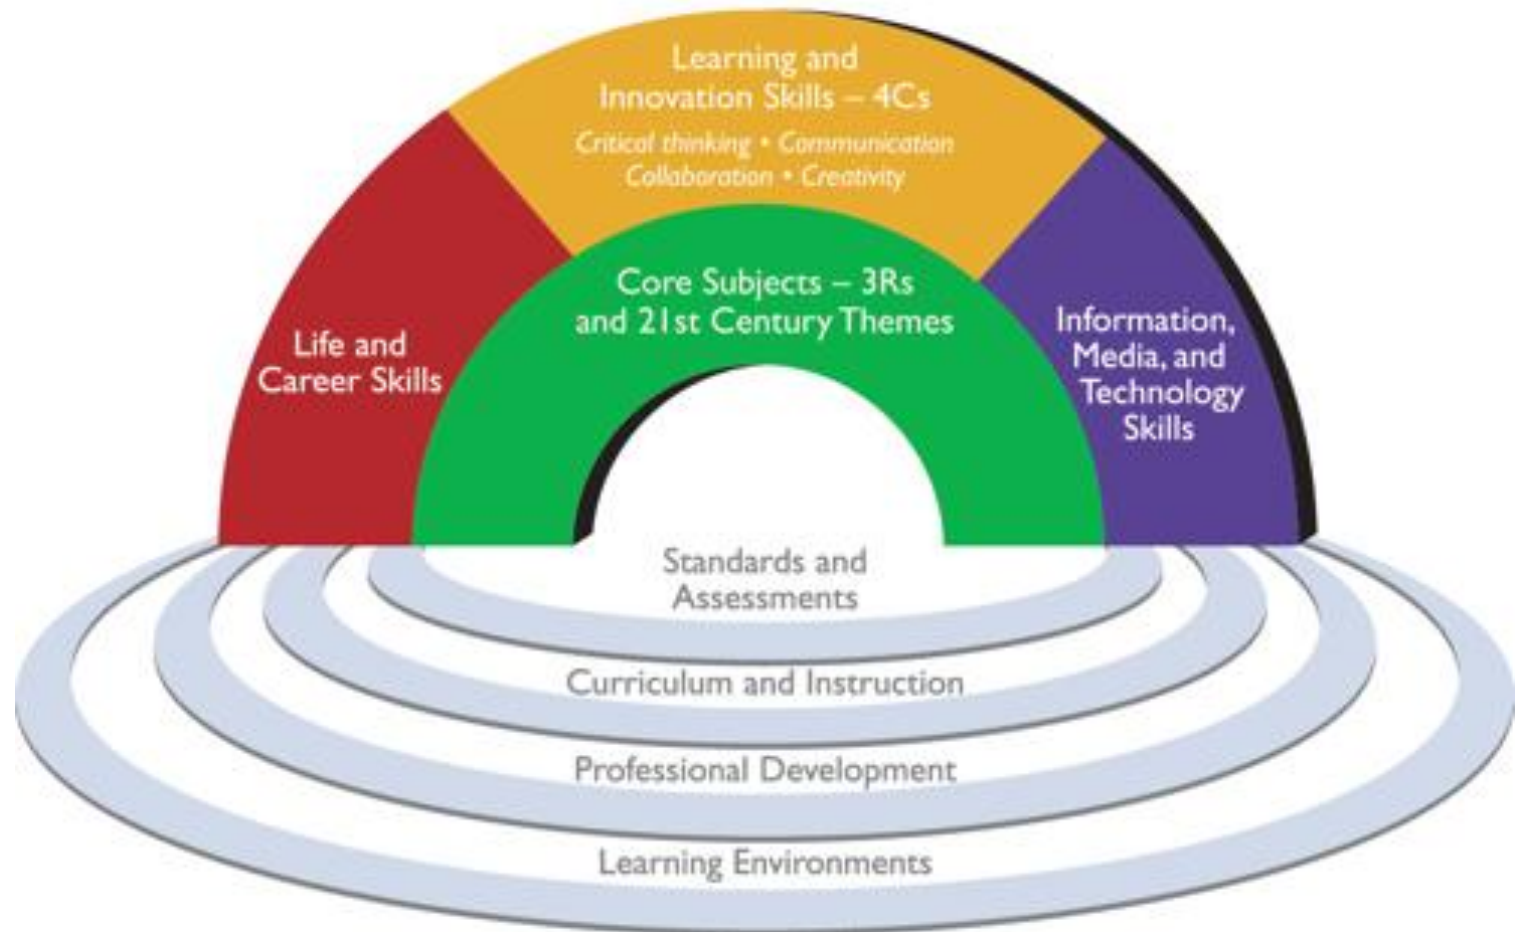 Learning and
Innovation Skills – 4Cs
Critical thinking • Communication
Collaboration • Creativity
Core Subjects – 3Rs
and 21st Century Themes
Life and
Career Skills
Information,
Media, and
Technology
Skills
Standards and
Assessments
Curriculum and Instruction
Professional Development
Learning Environments